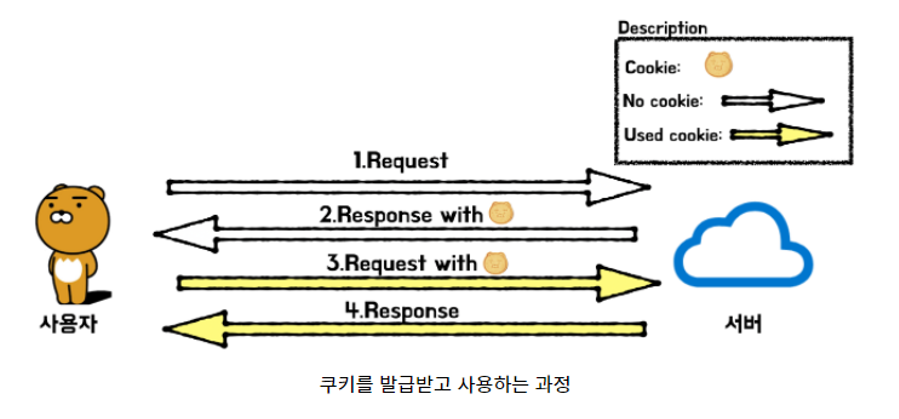 Description
Cookie:
No cookie:
Used cookie:
1.Request
2.Response with
3.Request with
4.Response
사용자
서버
쿠키를 발급받고 사용하는 과정